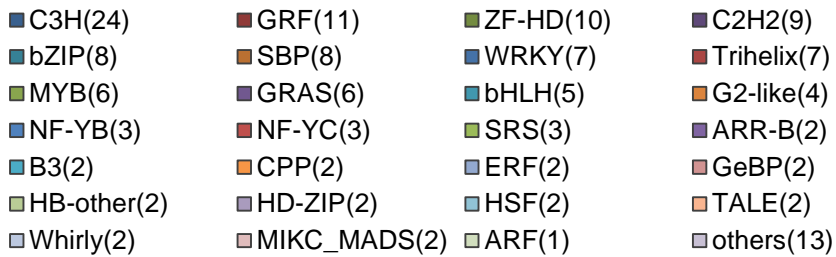 C3H(24) GRF(11) ZF-HD(10) C2H2(9)
bZIP(8) SBP(8) WRKY(7) Trihelix(7)
MYB(6) GRAS(6) bHLH(5) G2-like(4)
NF-YB(3) NF-YC(3) SRS(3) ARR-B(2)
B3(2) CPP(2) ERF(2) GeBP(2)
HB-other(2) HD-ZIP(2) HSF(2) TALE(2)
Whirly(2) MIKC_MADS(2) ARF(1) others(13)